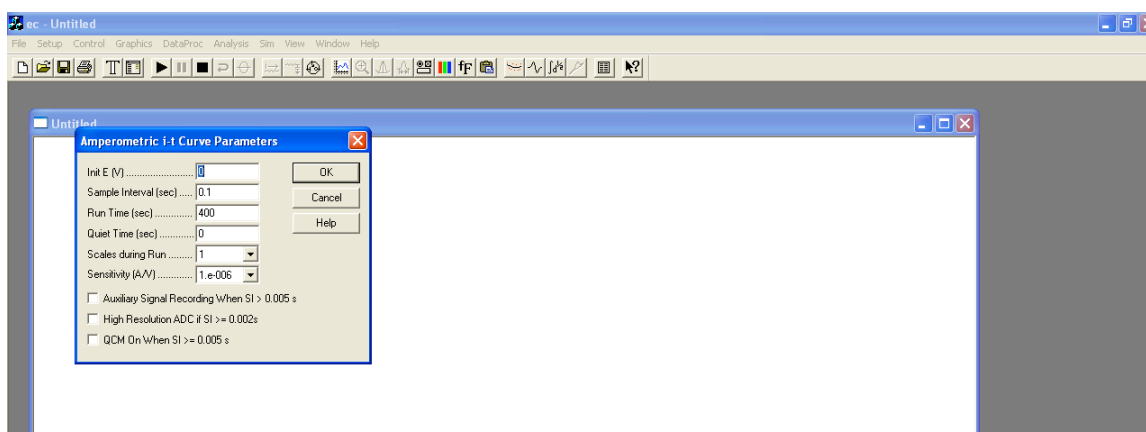 ec - Untitled
File Setup Control Graphics DataProc Analysis Sim View Window Help
Untitled
Amperometric i-t Curve Parameters
Init E (V) ........................ 0
OK
Sample Interval (sec) ..... 0.1
Cancel
Run Time (sec) ............. 400
Help
Quiet Time (sec) ............ 0
Scales during Run ......... 1
Sensitivity (A/V) ............ 1.e-006
Auxiliary Signal Recording When SI > 0.005 s
High Resolution ADC if SI >= 0.002s
QCM On When SI >= 0.005 s